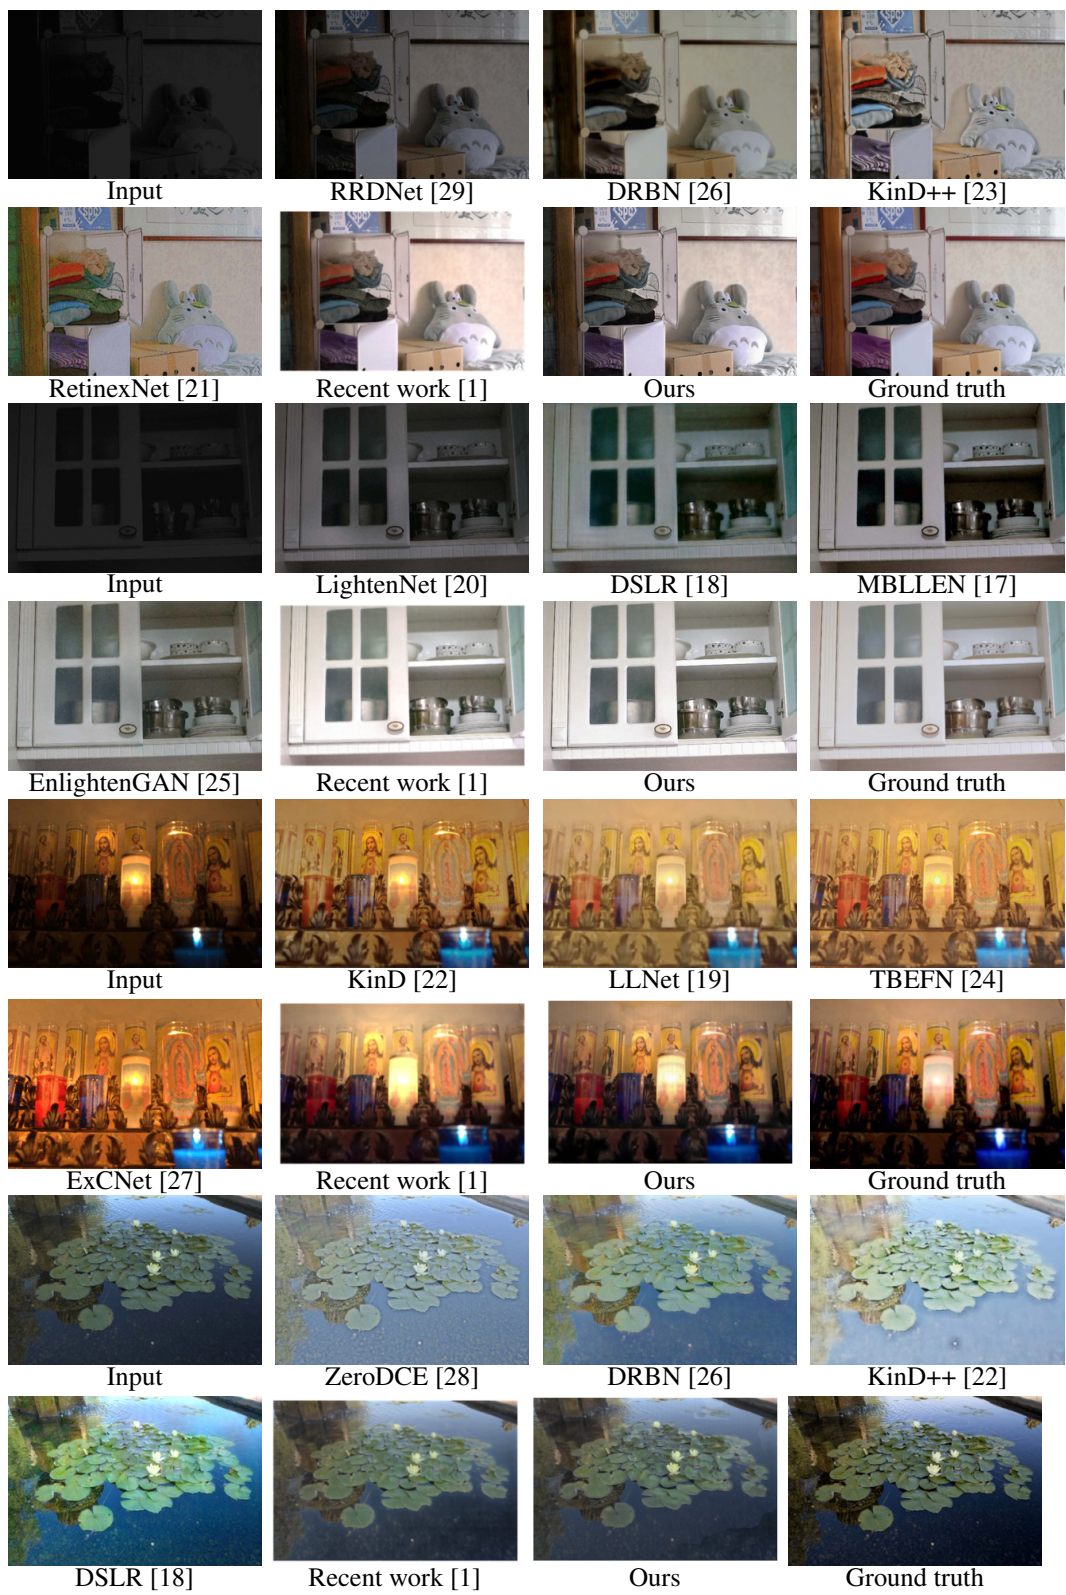 Input RRDNet [29] DRBN [26] KinD++ [23]
RetinexNet [21] Recent work [1] Ours Ground truth
Input LightenNet [20] DSLR [18] MBLLEN [17]
EnlightenGAN [25] Recent work [1] Ours Ground truth
Input KinD [22] LLNet [19] TBEFN [24]
ExCNet [27] Recent work [1] Ours Ground truth
Input ZeroDCE [28] DRBN [26] KinD++ [22]
DSLR [18] Recent work [1] Ours Ground truth